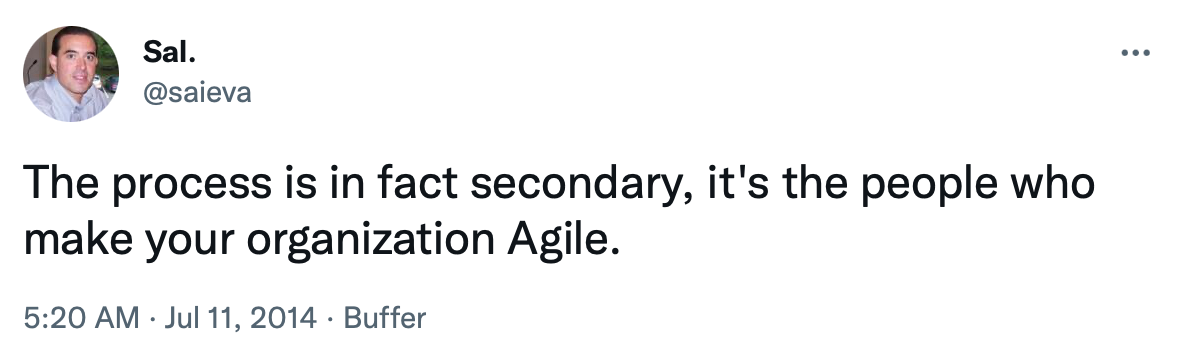 Sal.
@saieva
The process is in fact secondary, it's the people who
make your organization Agile.
5:20 AM · Jul 11, 2014 · Buffer